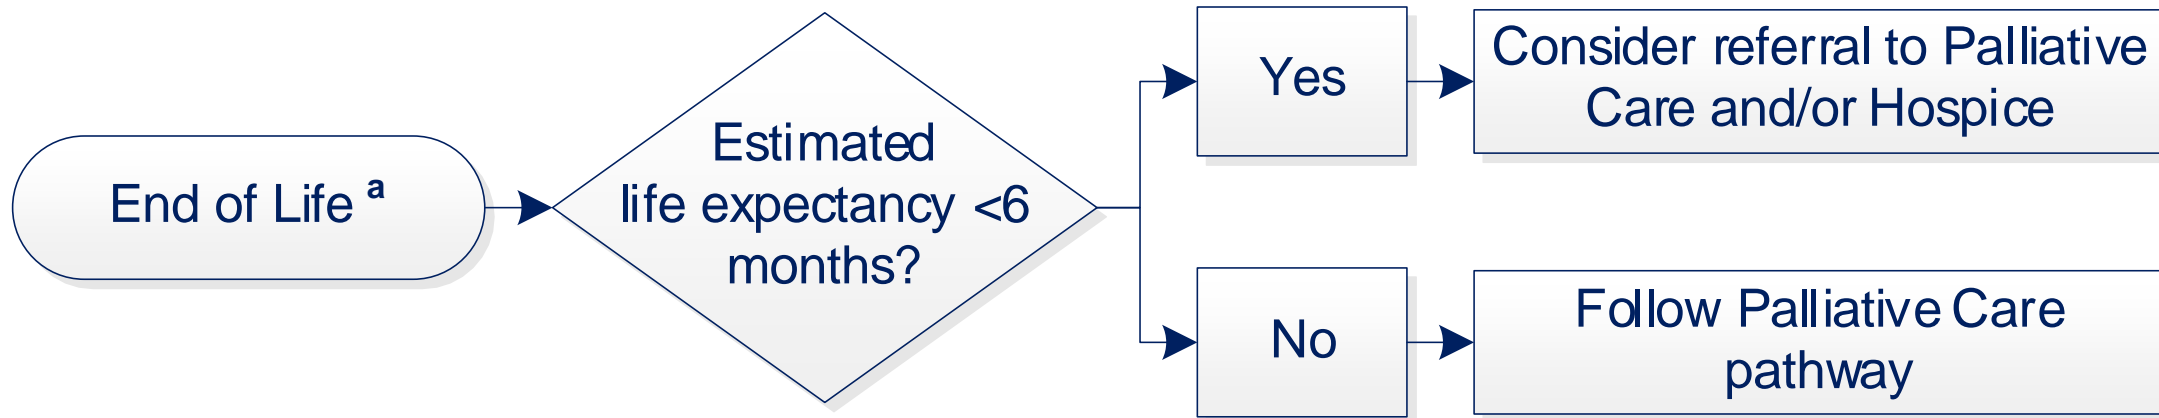 End of Life a
Estimated
life expectancy <6
months?
Yes
Consider referral to Palliative
Care and/or Hospice
No
Follow Palliative Care
pathway